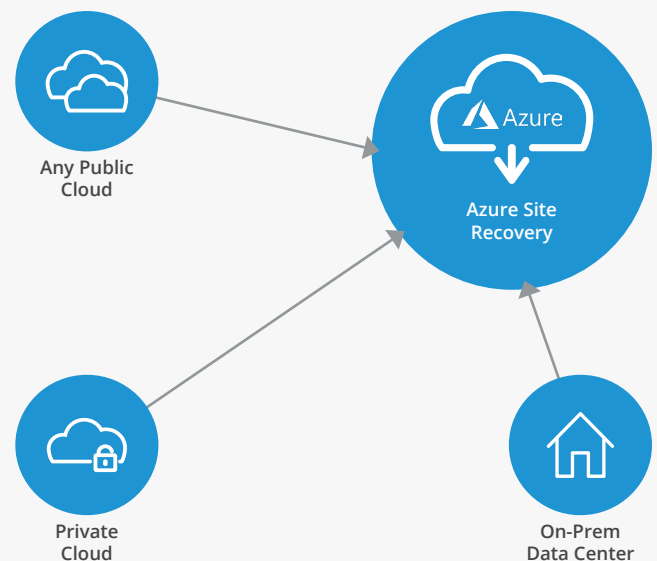 Any Public
Cloud
Azure
Azure Site
Recovery
Private
Cloud
On-Prem
Data Center